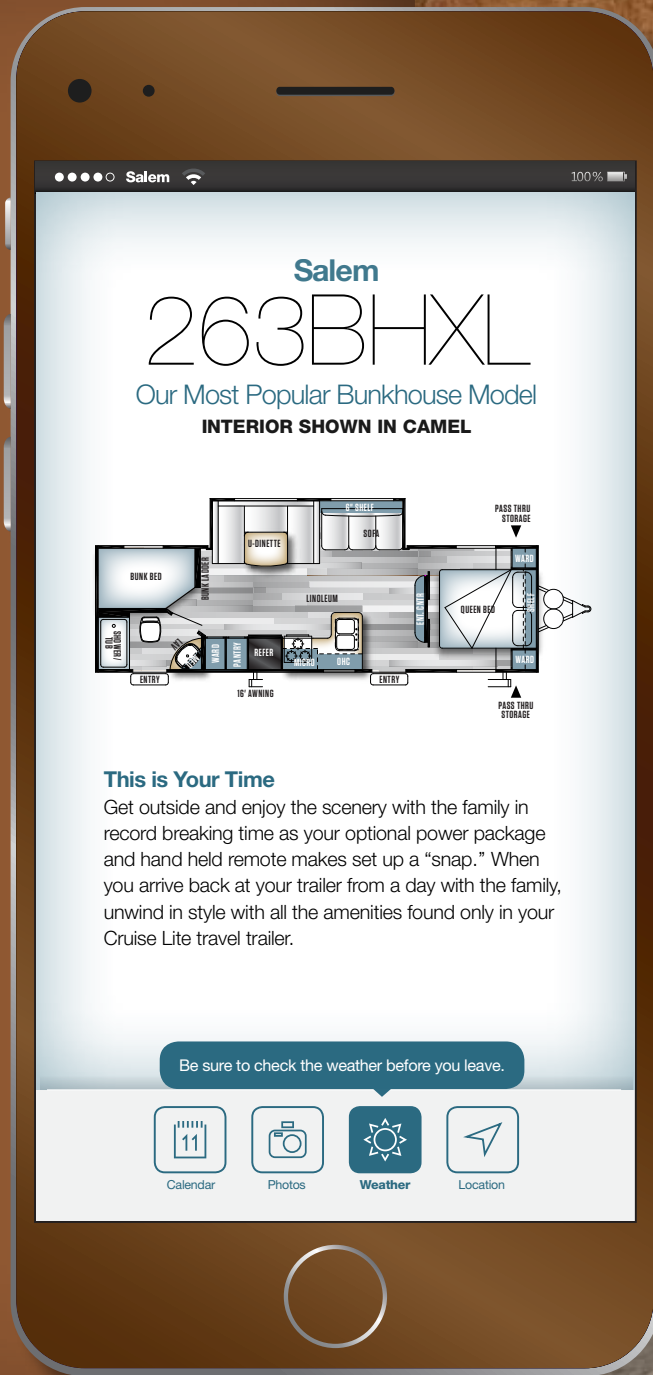 Salem
100%
Salem
263BHXL
Our Most Popular Bunkhouse Model
INTERIOR SHOWN IN CAMEL
6" SHELF
SOFA
U-DINETTE
PASS THRU
STORAGE
WARD
BUNK BED
BUNK LADDER
LINOLEUM
QUEEN BED
SHELF
SHOWER /
TUB
LAV
WARD
PANTRY
REFER
MICRO
OHC
WARD
ENTRY
16' AWNING
ENTRY
PASS THRU
STORAGE
This is Your Time
Get outside and enjoy the scenery with the family in
record breaking time as your optional power package
and hand held remote makes set up a “snap.” When
you arrive back at your trailer from a day with the family,
unwind in style with all the amenities found only in your
Cruise Lite travel trailer.
Be sure to check the weather before you leave.
11
Calendar
Photos
Weather
Location